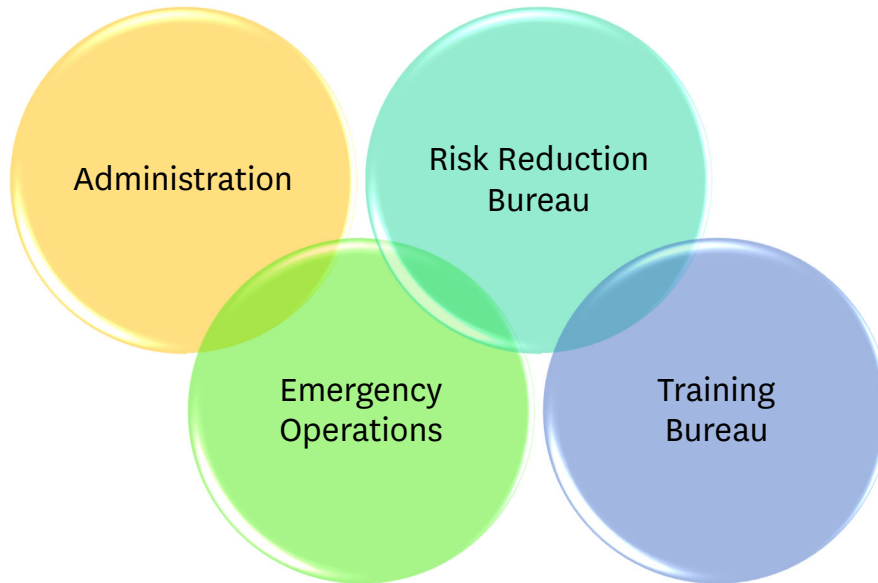 Administration
Risk Reduction
Bureau
Emergency
Operations
Training
Bureau